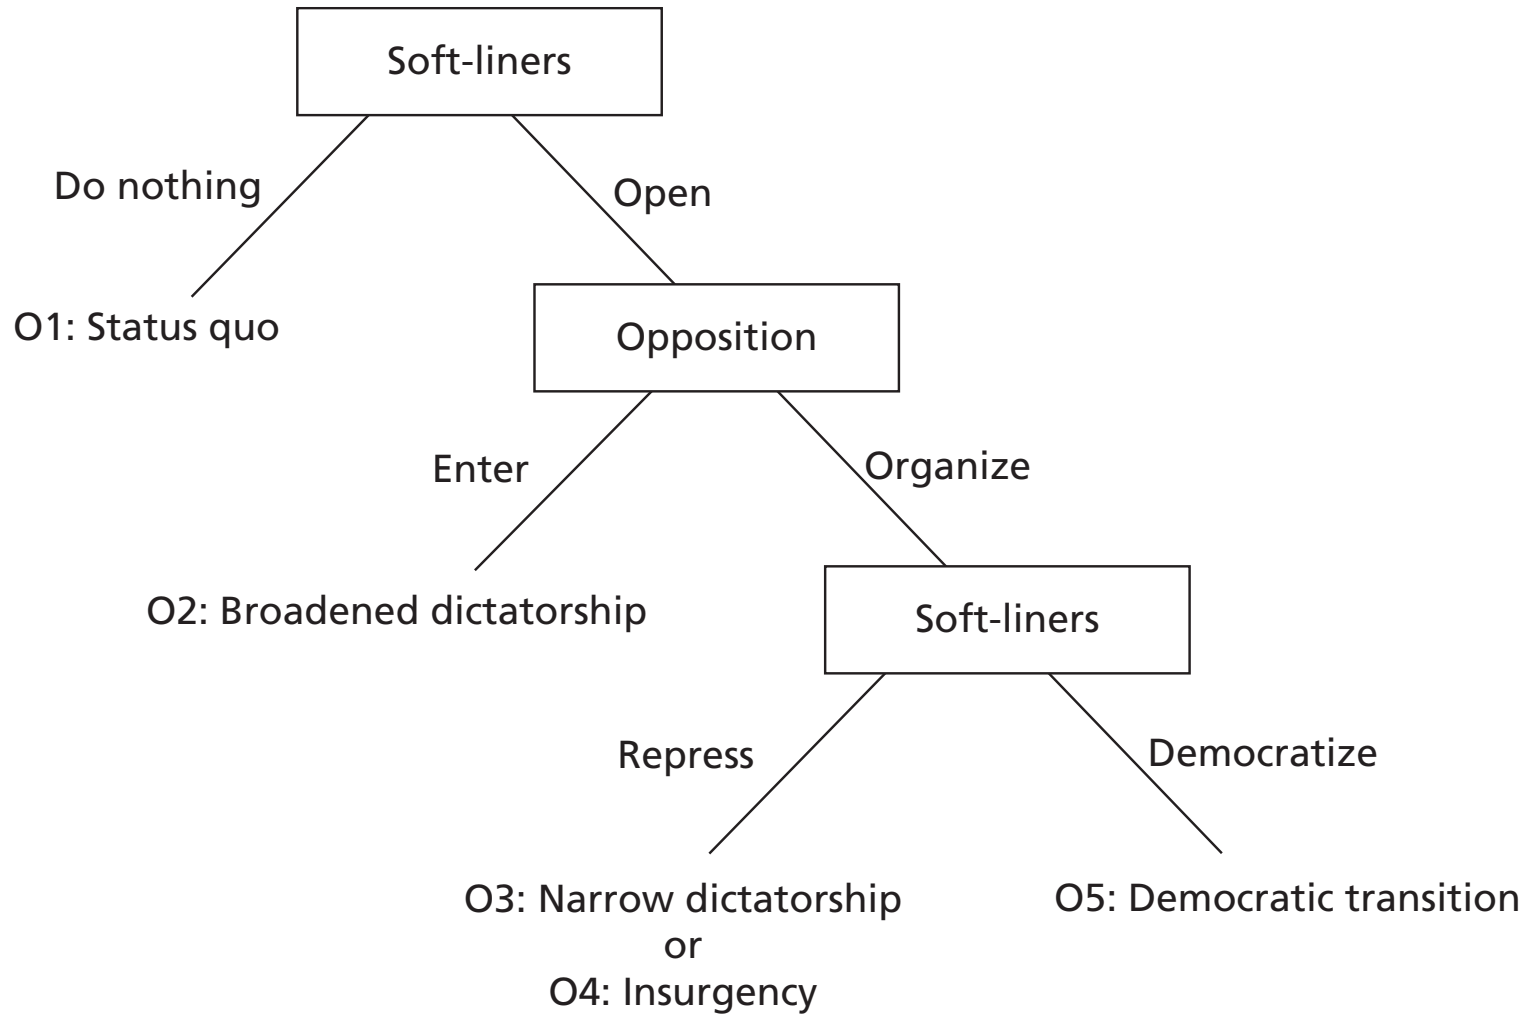 Soft-liners
Do nothing
Open
O1: Status quo
Opposition
Enter
Organize
O2: Broadened dictatorship
Soft-liners
Repress
Democratize
O3: Narrow dictatorship
or
O4: Insurgency
O5: Democratic transition